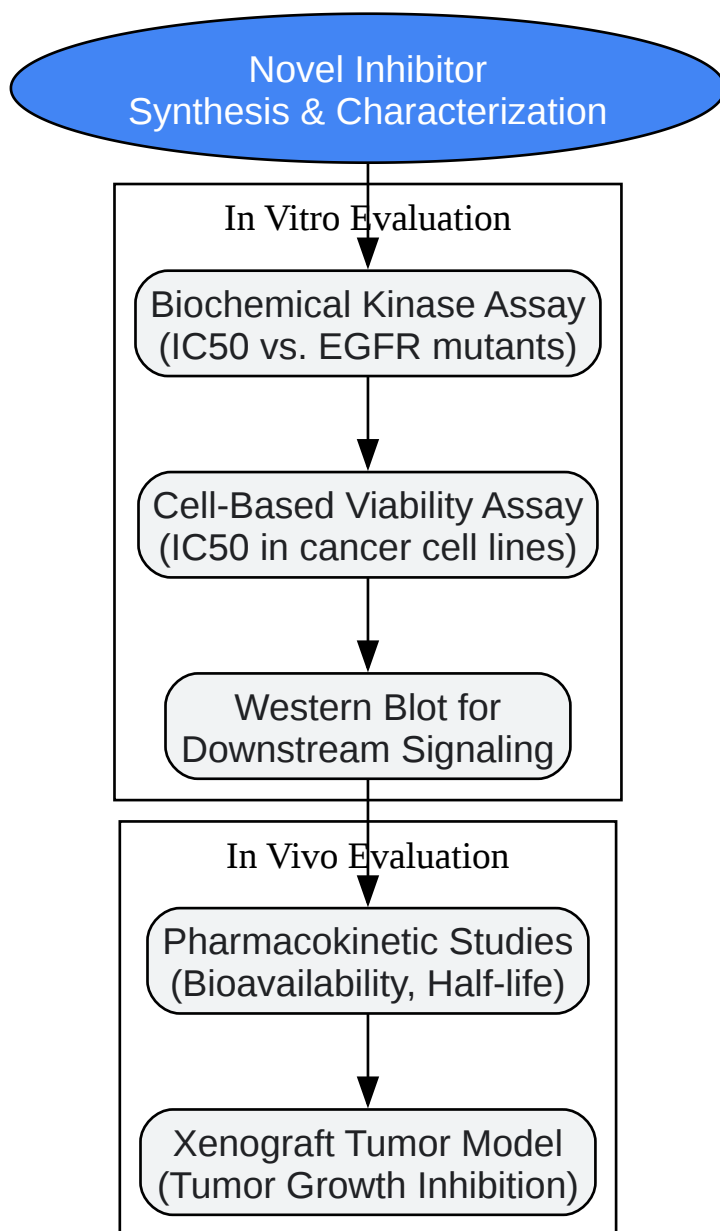 Novel Inhibitor
Synthesis & Characterization
In Vitro Evaluation
Biochemical Kinase Assay
(IC50 vs. EGFR mutants)
Cell-Based Viability Assay
(IC50 in cancer cell lines)
Western Blot for
Downstream Signaling
In Vivo Evaluation
Pharmacokinetic Studies
(Bioavailability, Half-life)
Xenograft Tumor Model
(Tumor Growth Inhibition)